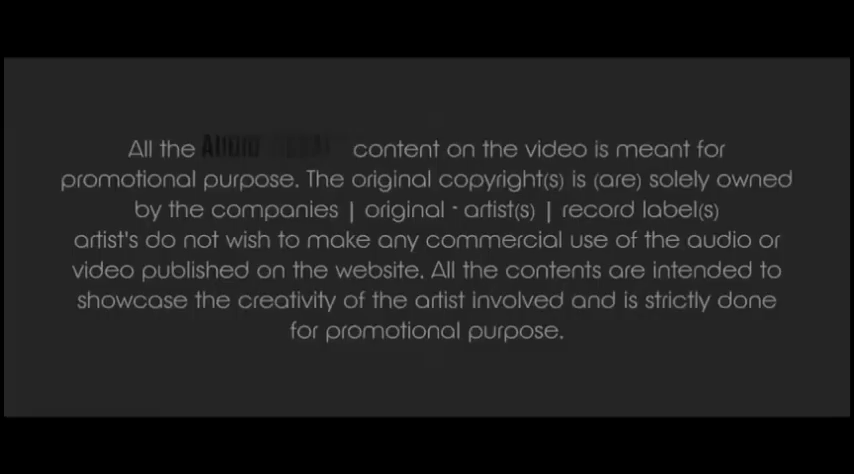 All the Audio content on the video is meant for
promotional purpose. The original copyright(s) is (are) solely owned
by the companies | original - artist(s) | record label(s)
artist's do not wish to make any commercial use of the audio or
video published on the website. All the contents are intended to
showcase the creativity of the artist involved and is strictly done
for promotional purpose.